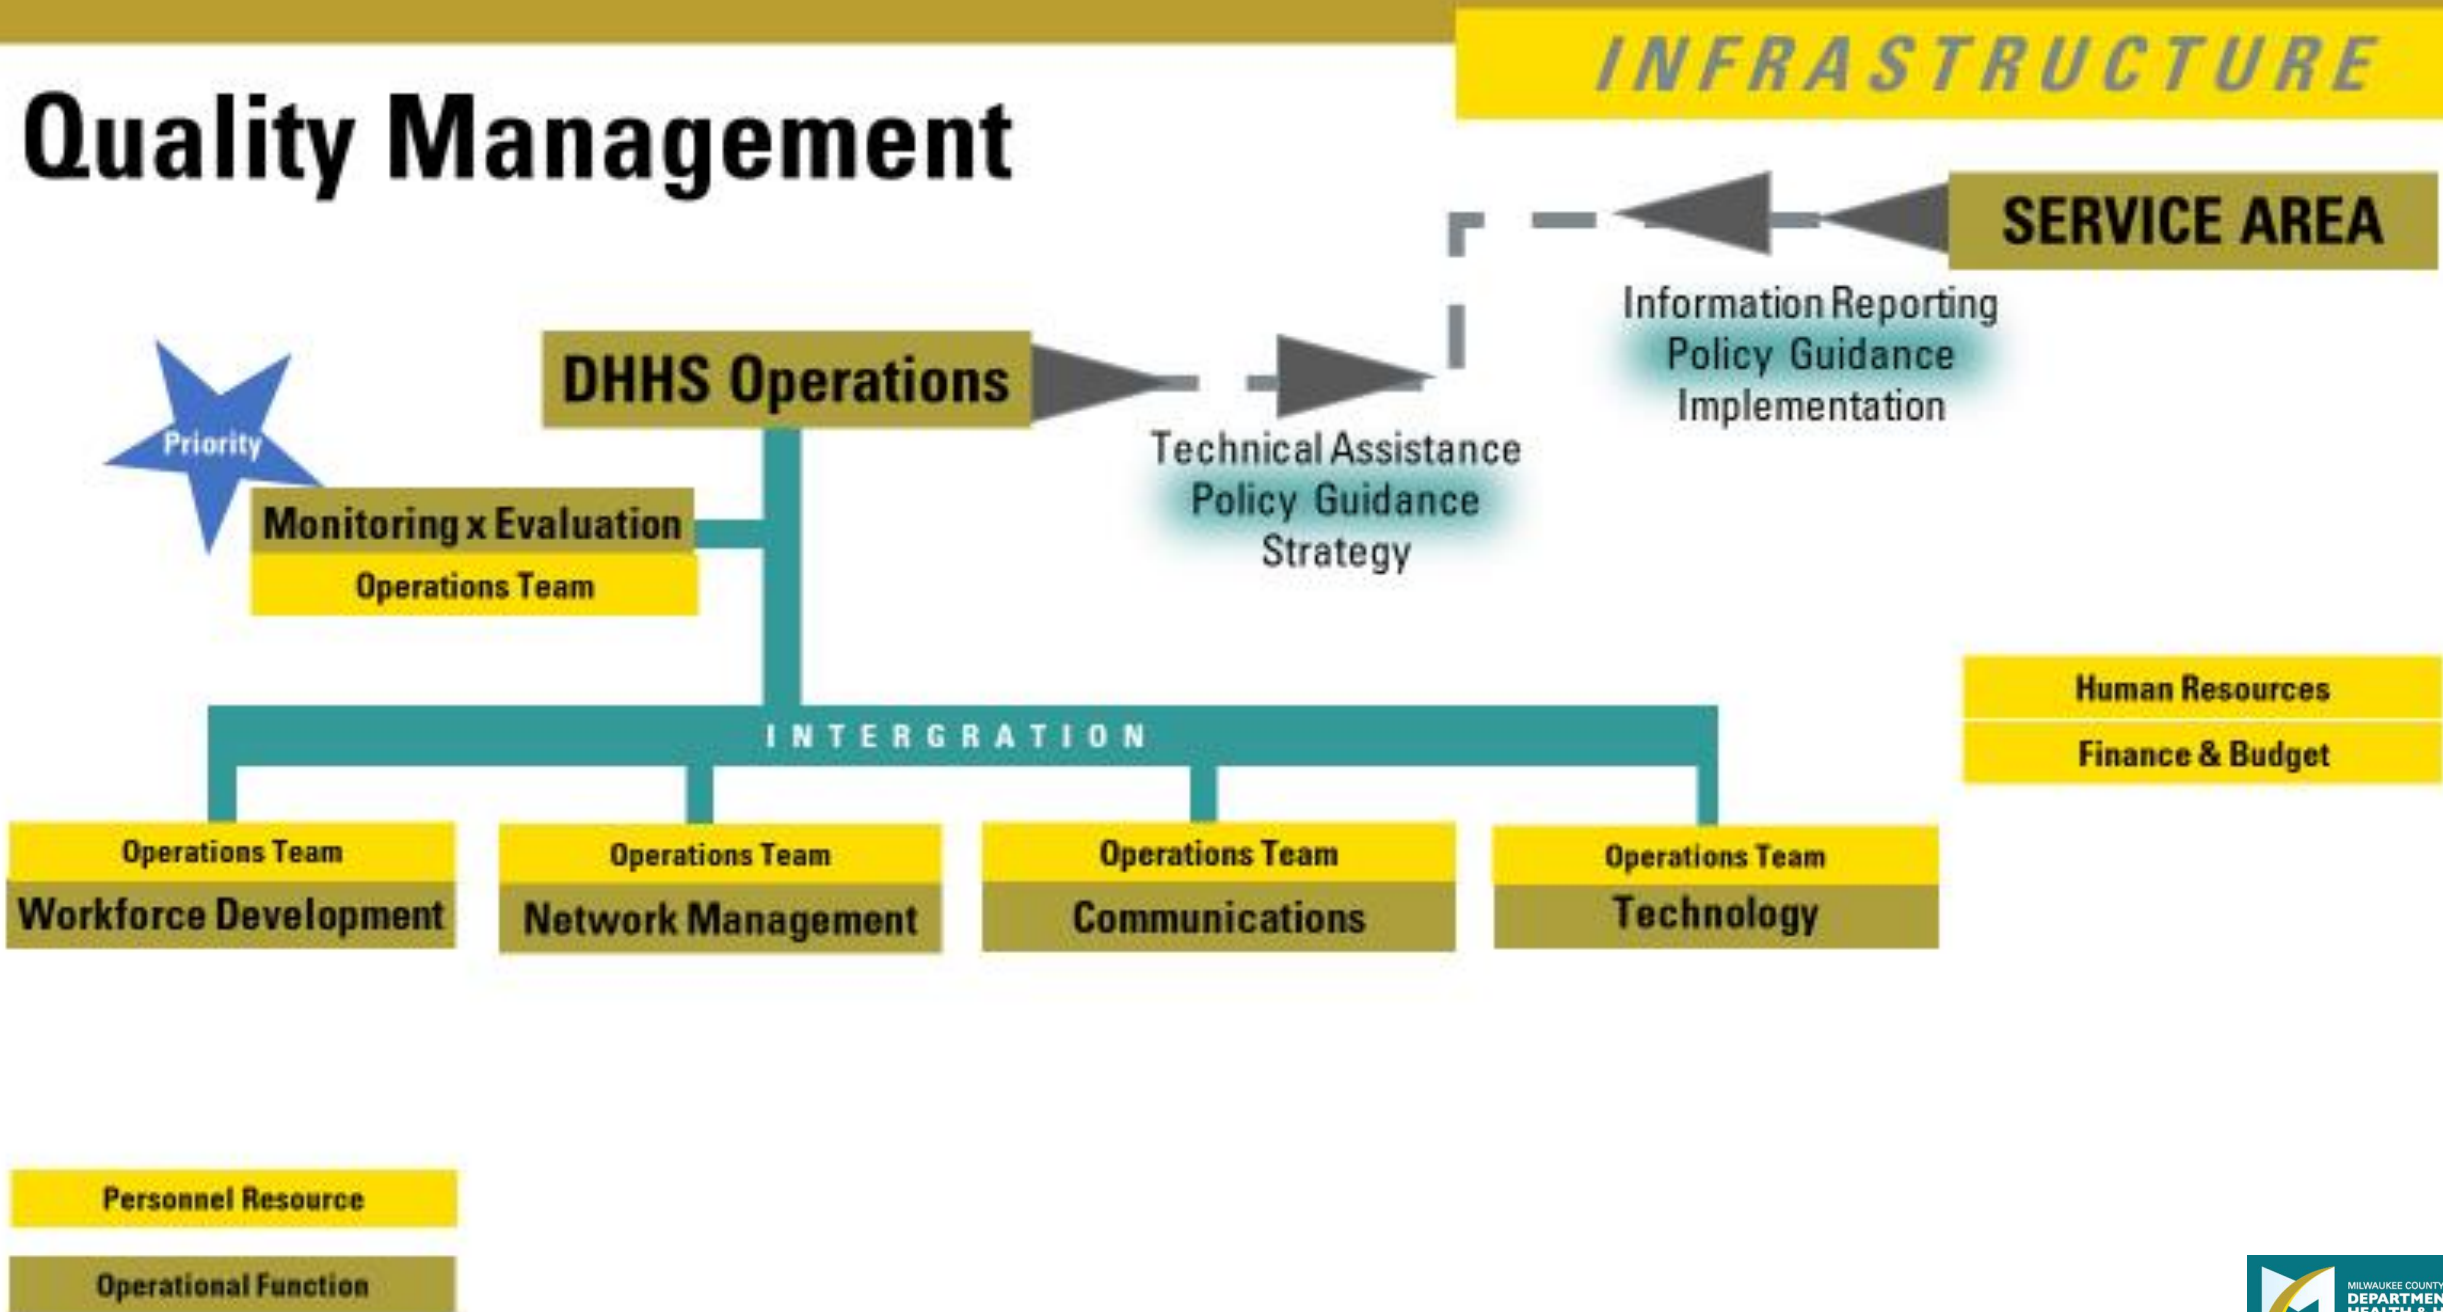 INFRASTRUCTURE
Quality Management
SERVICE AREA
Information Reporting
Policy Guidance
Implementation
DHHS Operations
Technical Assistance
Policy Guidance
Strategy
Priority
Monitoring x Evaluation
Operations Team
Human Resources
Finance & Budget
INTERGRATION
Operations Team
Workforce Development
Operations Team
Network Management
Operations Team
Communications
Operations Team
Technology
Personnel Resource
Operational Function
MILWAUKEE COUNTY